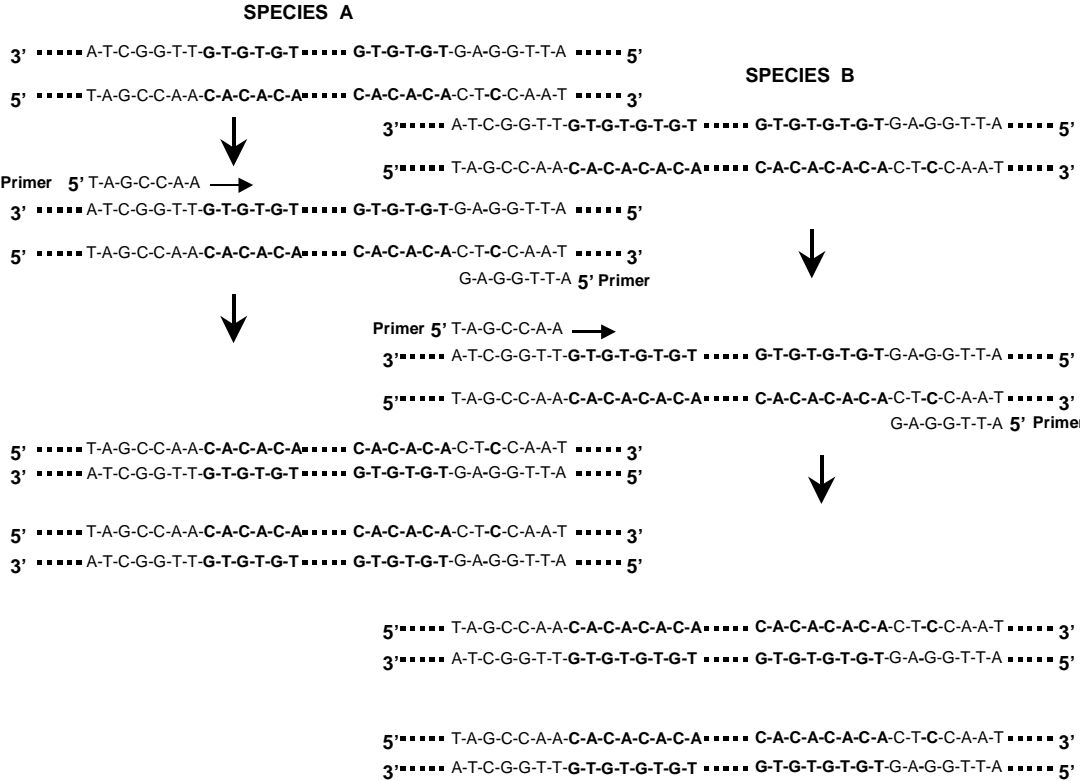 SPECIES A
3’ ·····A-T-C-G-G-T-T-G-T-G-T-G-T····· G-T-G-T-G-T-G-A-G-G-T-T-A ·····5’
5’ ·····T-A-G-C-C-A-A-C-A-C-A-C-A····· C-A-C-A-C-A-C-T-C-C-A-A-T ·····3’
Primer 5’ T-A-G-C-C-A-A
3’ ·····A-T-C-G-G-T-T-G-T-G-T-G-T····· G-T-G-T-G-T-G-A-G-G-T-T-A ·····5’
5’ ·····T-A-G-C-C-A-A-C-A-C-A-C-A····· C-A-C-A-C-A-C-T-C-C-A-A-T ·····3’
G-A-G-G-T-T-A 5’ Primer
5’ ·····T-A-G-C-C-A-A-C-A-C-A-C-A····· C-A-C-A-C-A-C-T-C-C-A-A-T ·····3’
3’ ·····A-T-C-G-G-T-T-G-T-G-T-G-T····· G-T-G-T-G-T-G-A-G-G-T-T-A ·····5’
5’ ·····T-A-G-C-C-A-A-C-A-C-A-C-A····· C-A-C-A-C-A-C-T-C-C-A-A-T ·····3’
3’ ·····A-T-C-G-G-T-T-G-T-G-T-G-T····· G-T-G-T-G-T-G-A-G-G-T-T-A ·····5’
SPECIES B
3’····· A-T-C-G-G-T-T-G-T-G-T-G-T-G-T ····· G-T-G-T-G-T-G-T-G-A-G-G-T-T-A ·····5’
5’····· T-A-G-C-C-A-A-C-A-C-A-C-A-C-A ····· C-A-C-A-C-A-C-A-C-T-C-C-A-A-T ·····3’
Primer 5’ T-A-G-C-C-A-A
3’····· A-T-C-G-G-T-T-G-T-G-T-G-T-G-T ····· G-T-G-T-G-T-G-T-G-A-G-G-T-T-A ·····5’
5’····· T-A-G-C-C-A-A-C-A-C-A-C-A-C-A ····· C-A-C-A-C-A-C-A-C-T-C-C-A-A-T ·····3’
G-A-G-G-T-T-A 5’ Primer
5’····· T-A-G-C-C-A-A-C-A-C-A-C-A-C-A ····· C-A-C-A-C-A-C-A-C-T-C-C-A-A-T ·····3’
3’····· A-T-C-G-G-T-T-G-T-G-T-G-T-G-T ····· G-T-G-T-G-T-G-T-G-A-G-G-T-T-A ·····5’
5’····· T-A-G-C-C-A-A-C-A-C-A-C-A-C-A ····· C-A-C-A-C-A-C-A-C-T-C-C-A-A-T ·····3’
3’····· A-T-C-G-G-T-T-G-T-G-T-G-T-G-T ····· G-T-G-T-G-T-G-T-G-A-G-G-T-T-A ·····5’